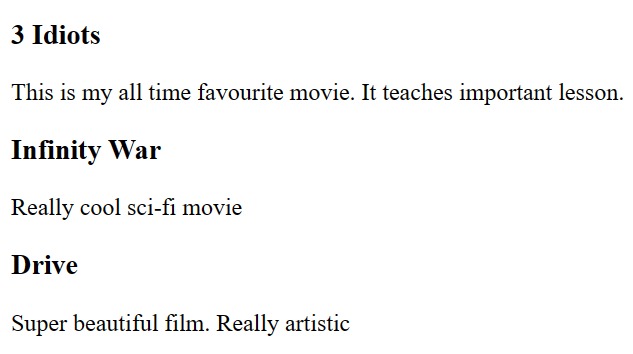 3 Idiots
This is my all time favourite movie. It teaches important lesson.
Infinity War
Really cool sci-fi movie
Drive
Super beautiful film. Really artistic